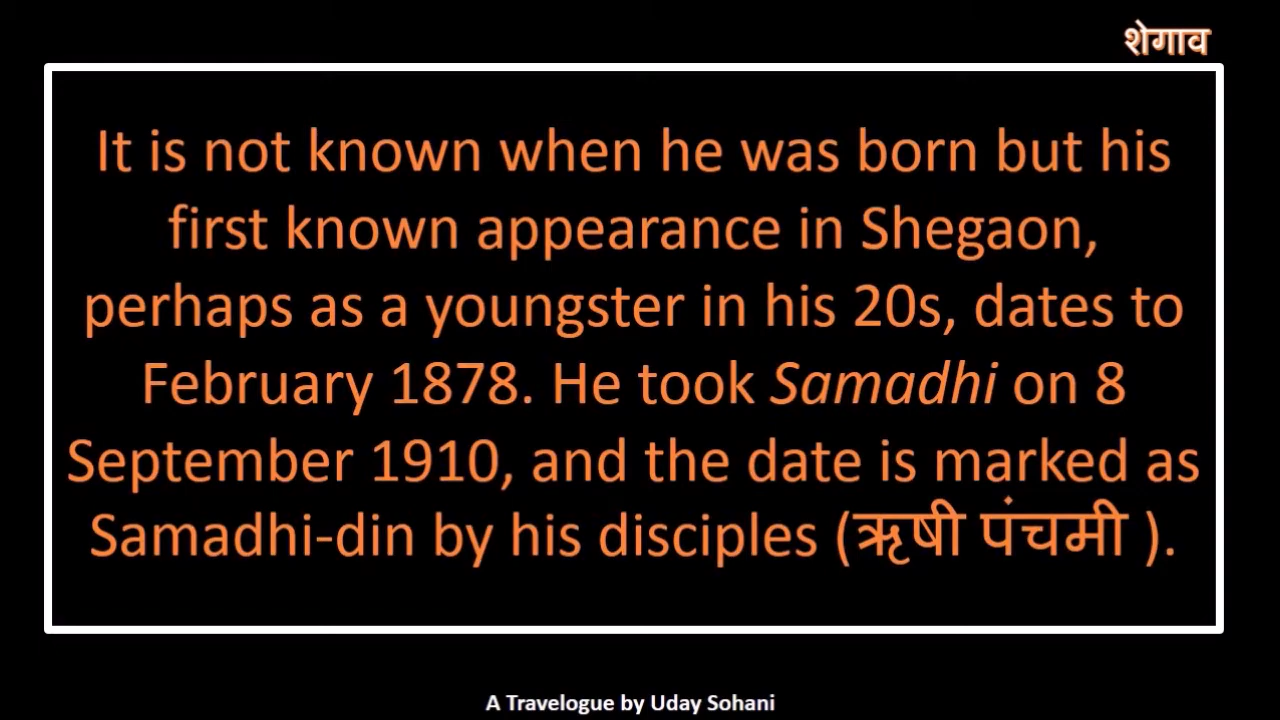 शेगाव
It is not known when he was born but his
first known appearance in Shegaon,
perhaps as a youngster in his 20s, dates to
February 1878. He took Samadhi on 8
September 1910, and the date is marked as
Samadhi-din by his disciples (ऋषी पंचमी ).
A Travelogue by Uday Sohani